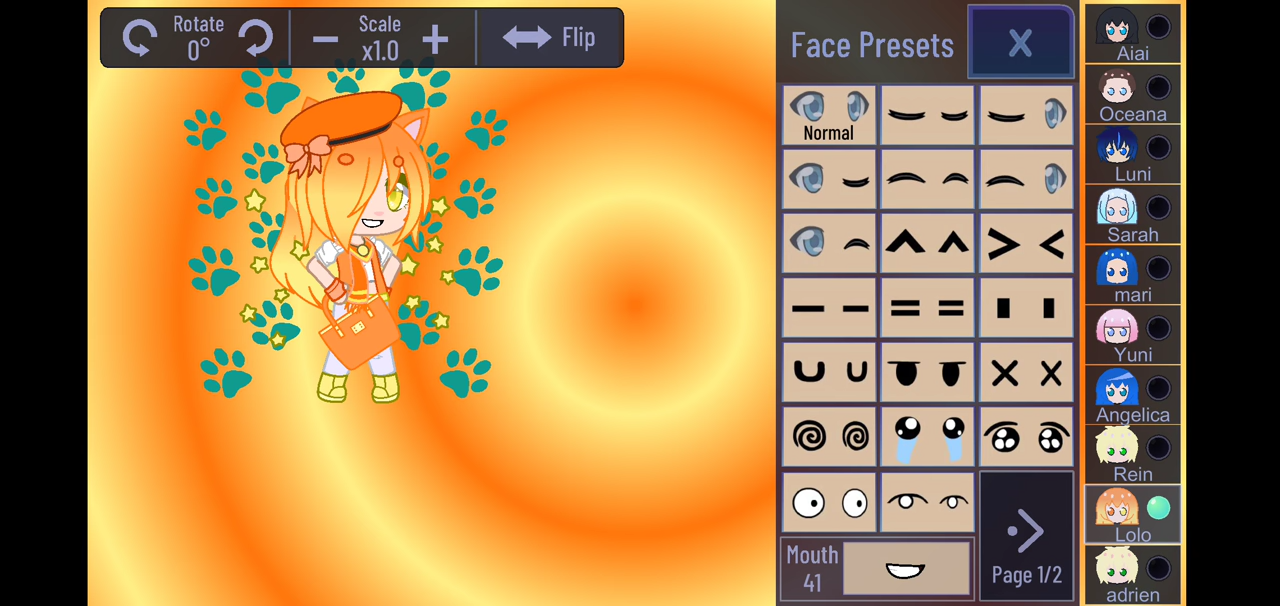 Rotate
0°
Scale
x1.0
Flip
Face Presets
X
Normal
Mouth
41
Page 1/2
Aiai
Oceana
Luni
Sarah
mari
Yuni
Angelica
Rein
Lolo
adrien